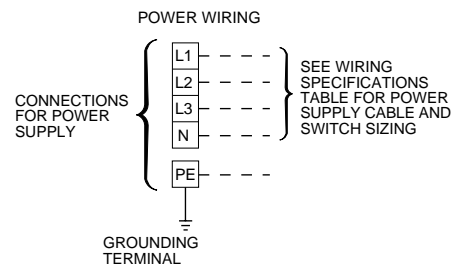 POWER WIRING
L1
L2
L3
N
PE
CONNECTIONS
FOR POWER
SUPPLY
SEE WIRING
SPECIFICATIONS
TABLE FOR POWER
SUPPLY CABLE AND
SWITCH SIZING
GROUNDING
TERMINAL